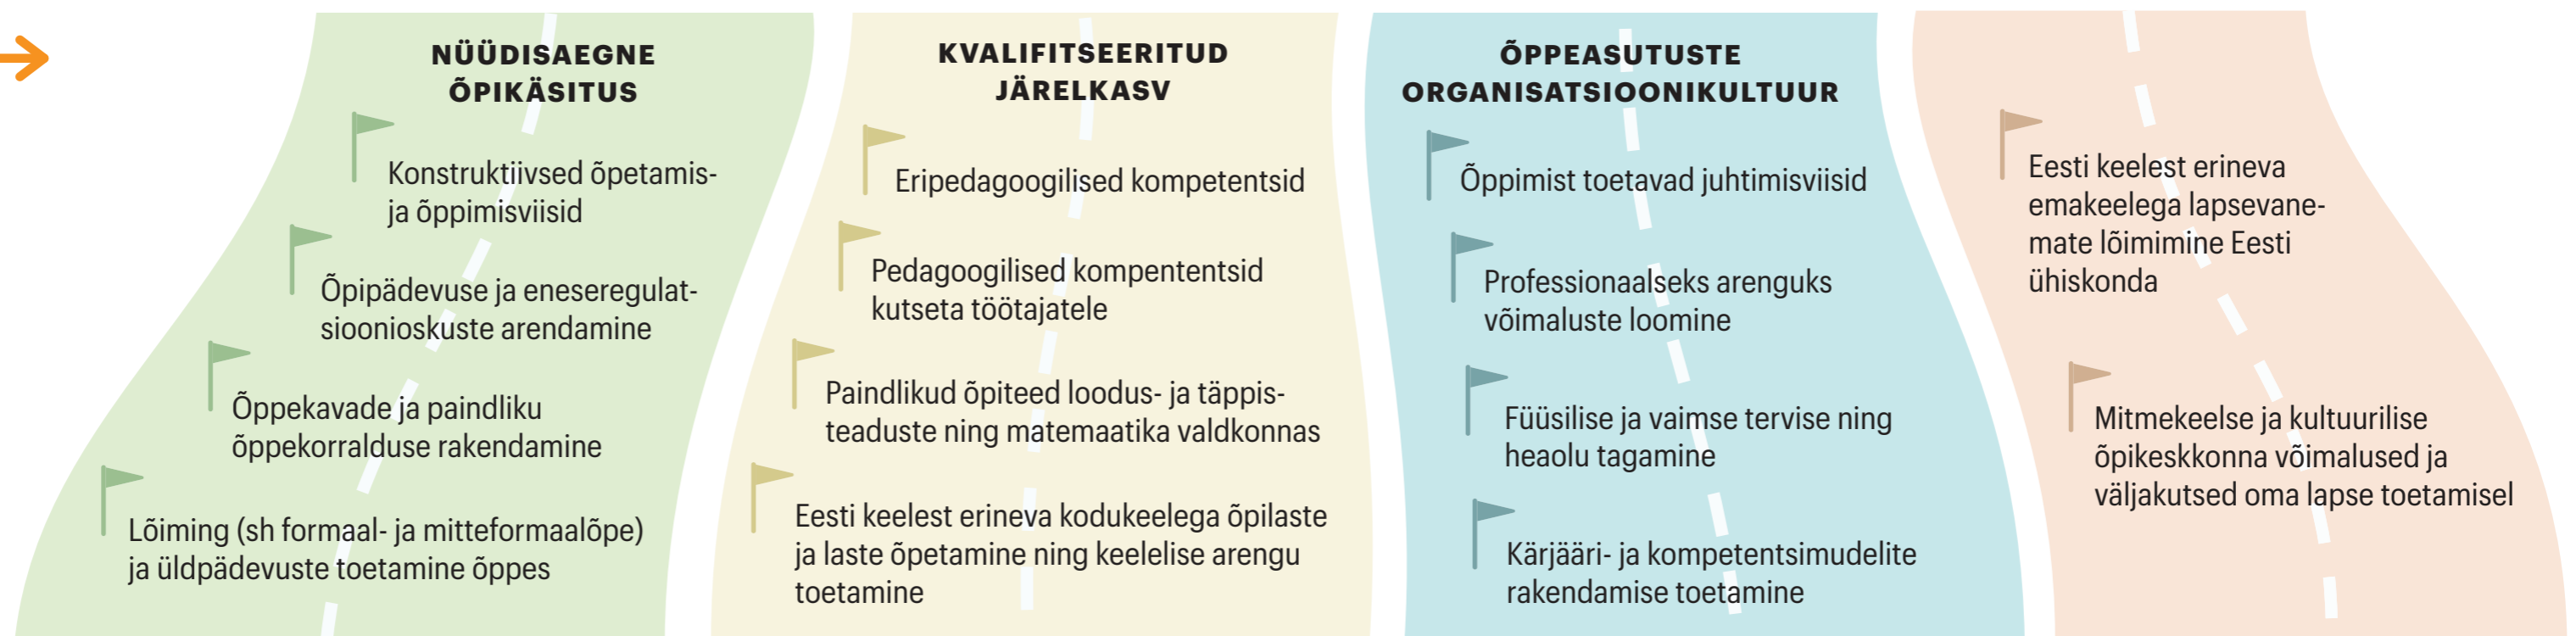 NÜÜDISAEGNE
ÕPIKÄSITUS
Konstruktiivsed õpetamis-
ja õppimisviisid
Õpipädevuse ja eneseregulat-
sioonioskuste arendamine
Õppekavade ja paindliku
õppekorralduse rakendamine
Lõiming (sh formaal- ja mitteformaalõpe)
ja üldpädevuste toetamine õppes
KVALIFITSEERITUD
JÄRELKASV
Eripedagoogilised kompetentsid
Pedagoogilised kompententsid
kutseta töötajatele
Paindlikud õpiteed loodus- ja täppis-
teaduste ning matemaatika valdkonnas
Eesti keelest erineva kodukeelega õpilaste
ja laste õpetamine ning keelelise arengu
toetamine
ÕPPEASUTUSTE
ORGANISATSIOONIKULTUUR
Õppimist toetavad juhtimisviisid
Professionaalseks arenguks
võimaluste loomine
Füüsilise ja vaimse tervise ning
heaolu tagamine
Kärjääri- ja kompetentsimudelite
rakendamise toetamine
Eesti keelest erineva
emakeelega lapsevane-
mate lõimimine Eesti
ühiskonda
Mitmekeelse ja kultuurilise
õpikeskkonna võimalused ja
väljakutsed oma lapse toetamisel